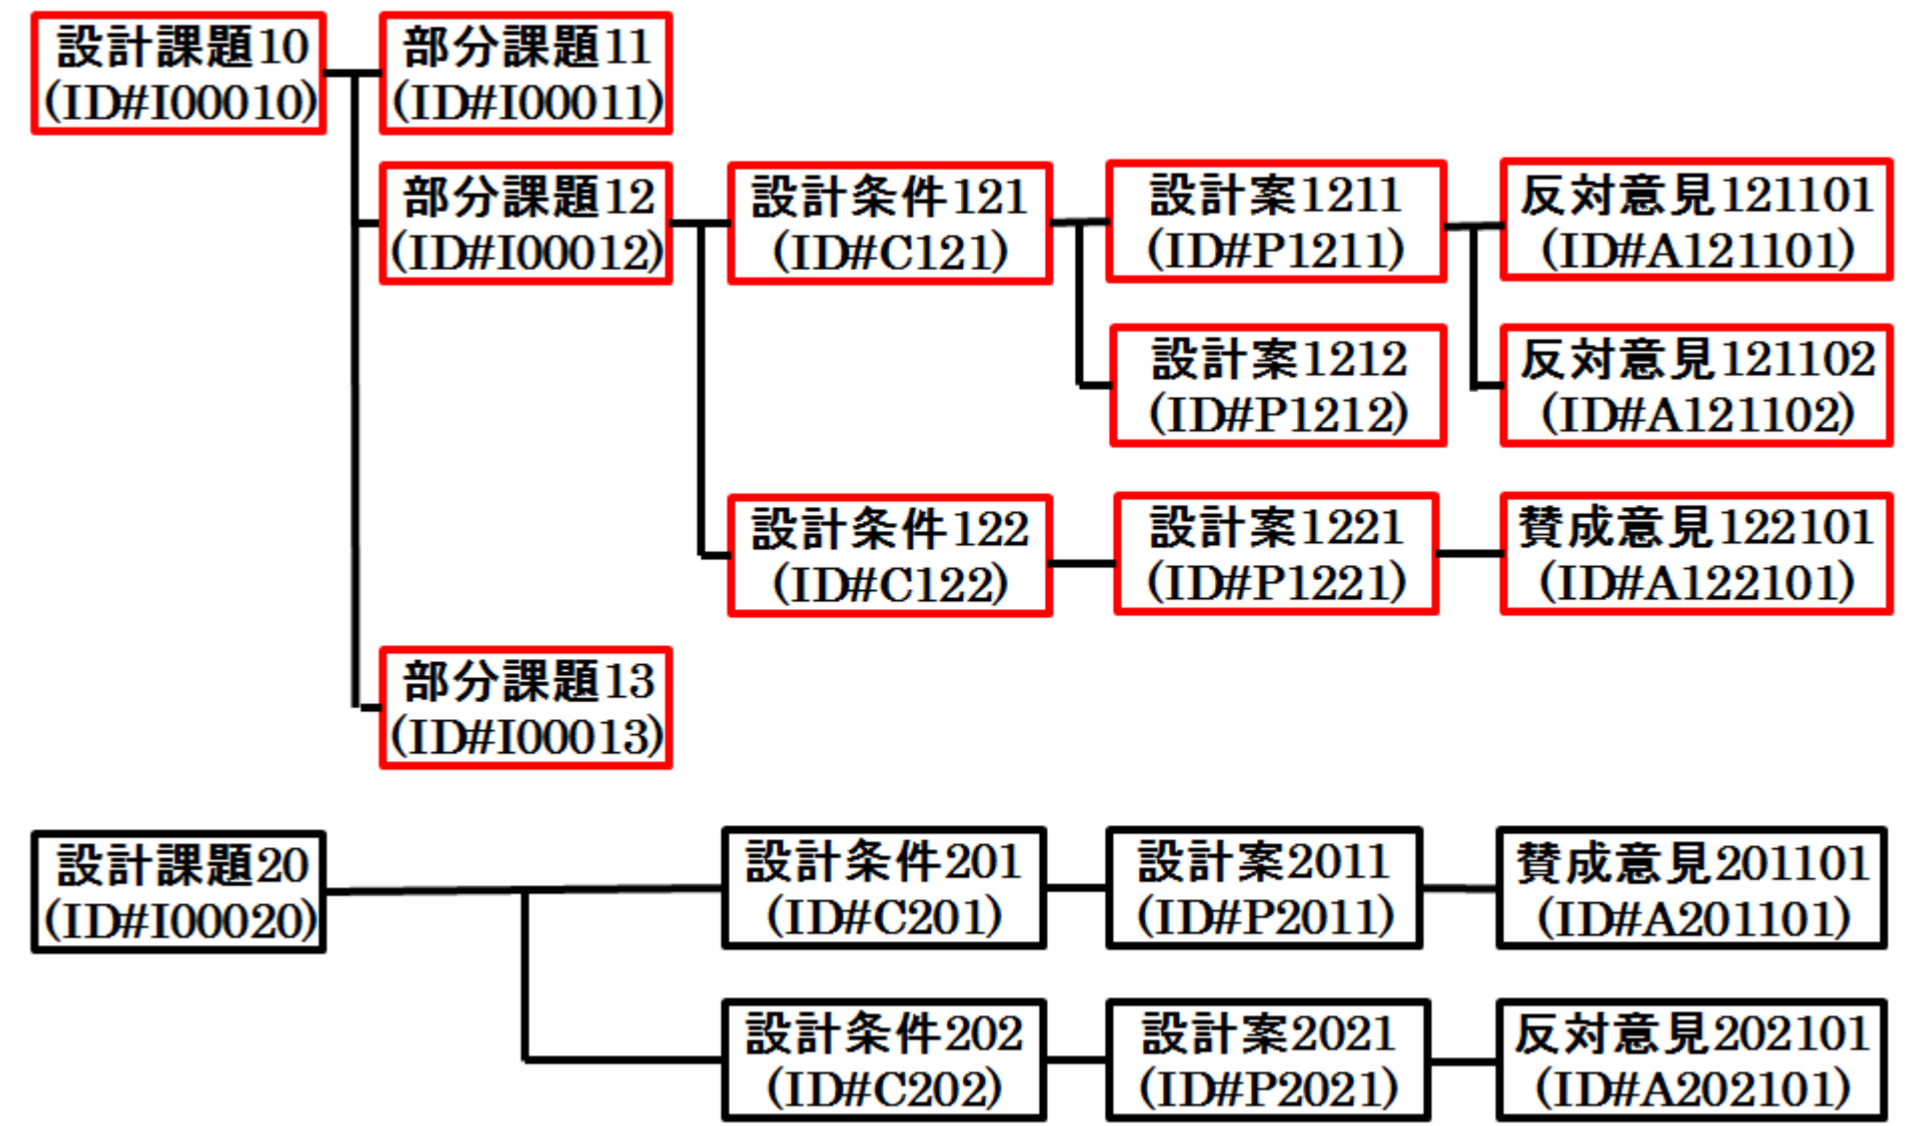 設計課題10
(ID#I00010)
部分課題11
(ID#I00011)
部分課題12
(ID#I00012)
設計条件121
(ID#C121)
設計案1211
(ID#P1211)
反対意見121101
(ID#A121101)
設計案1212
(ID#P1212)
反対意見121102
(ID#A121102)
設計条件122
(ID#C122)
設計案1221
(ID#P1221)
賛成意見122101
(ID#A122101)
部分課題13
(ID#I00013)
設計課題20
(ID#I00020)
設計条件201
(ID#C201)
設計案2011
(ID#P2011)
賛成意見201101
(ID#A201101)
設計条件202
(ID#C202)
設計案2021
(ID#P2021)
反対意見202101
(ID#A202101)